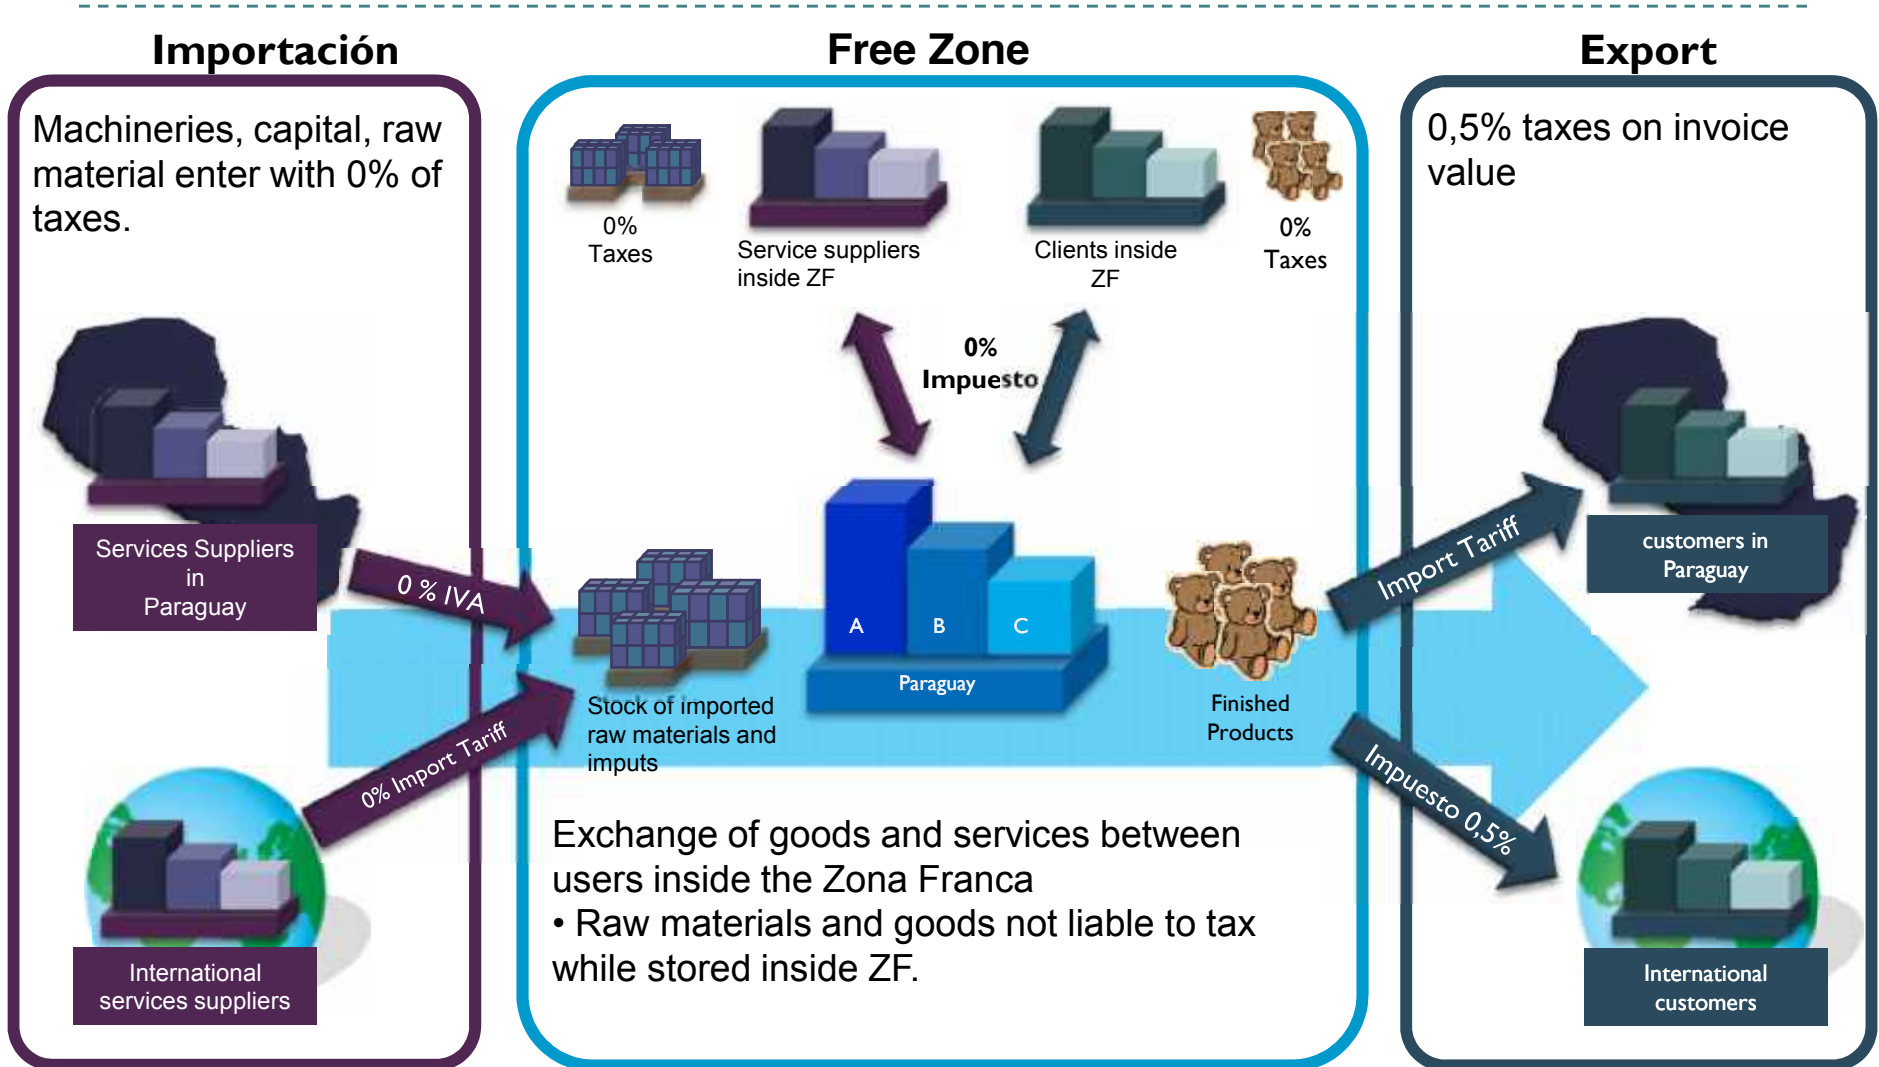 Importación
Machineries, capital, raw
material enter with 0% of
taxes.
Services Suppliers
in
Paraguay
0 % IVA
0% Import Tariff
International
services suppliers
Free Zone
0%
Taxes
Service suppliers
inside ZF
Clients inside
ZF
0%
Taxes
0%
Impuesto
A B C
Paraguay
Stock of imported
raw materials and
imputs
Finished
Products
Exchange of goods and services between
users inside the Zona Franca
• Raw materials and goods not liable to tax
while stored inside ZF.
Export
0,5% taxes on invoice
value
Import Tariff
customers in
Paraguay
Impuesto 0,5%
International
customers